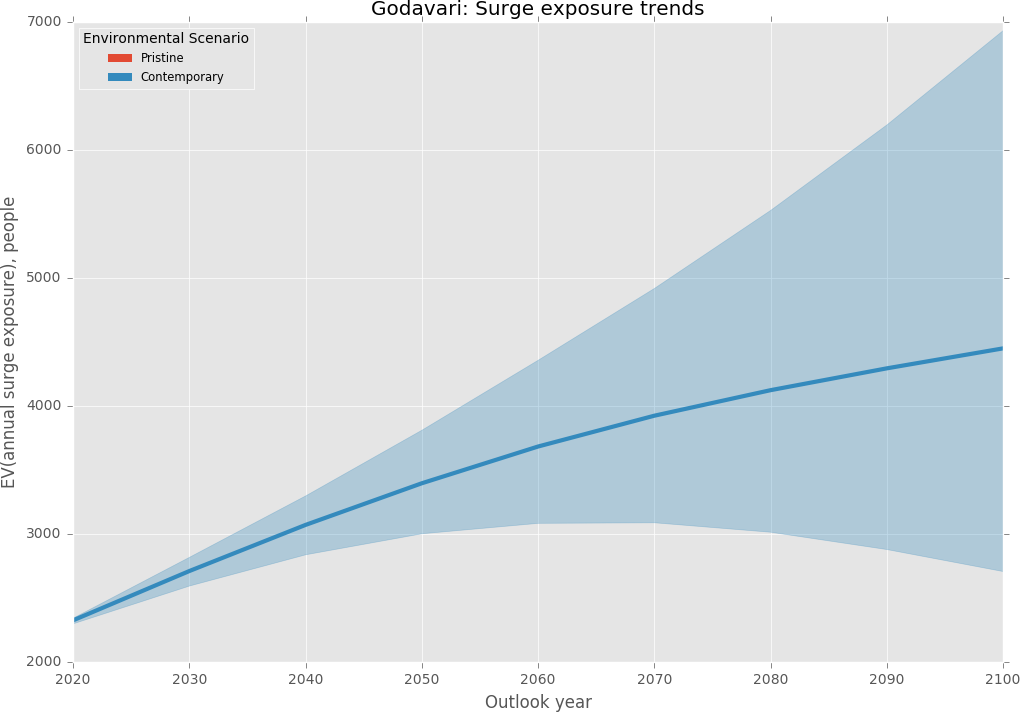 Godavari: Surge exposure trends
7000
Environmental Scenario
Pristine
Contemporary
6000
5000
4000
3000
2000
EV(annual surge exposure), people
2020 2030 2040 2050 2060 2070 2080 2090 2100
Outlook year